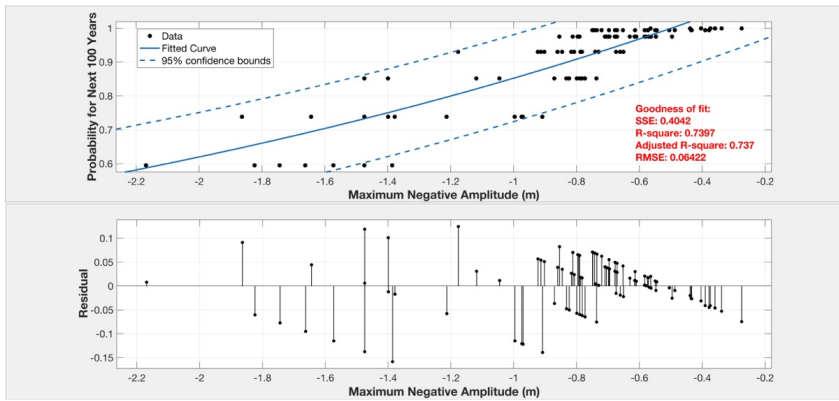 Probability for Next 100 Years
1
0.9
0.8
0.7
0.6
Data
Fitted Curve
95% confidence bounds
Goodness of fit:
SSE: 0.4042
R-square: 0.7397
Adjusted R-square: 0.737
RMSE: 0.06422
-2.2 -2 -1.8 -1.6 -1.4 -1.2 -1 -0.8 -0.6 -0.4 -0.2
Maximum Negative Amplitude (m)
Residual
0.1
0.05
0
-0.05
-0.1
-0.15
-2.2 -2 -1.8 -1.6 -1.4 -1.2 -1 -0.8 -0.6 -0.4 -0.2
Maximum Negative Amplitude (m)